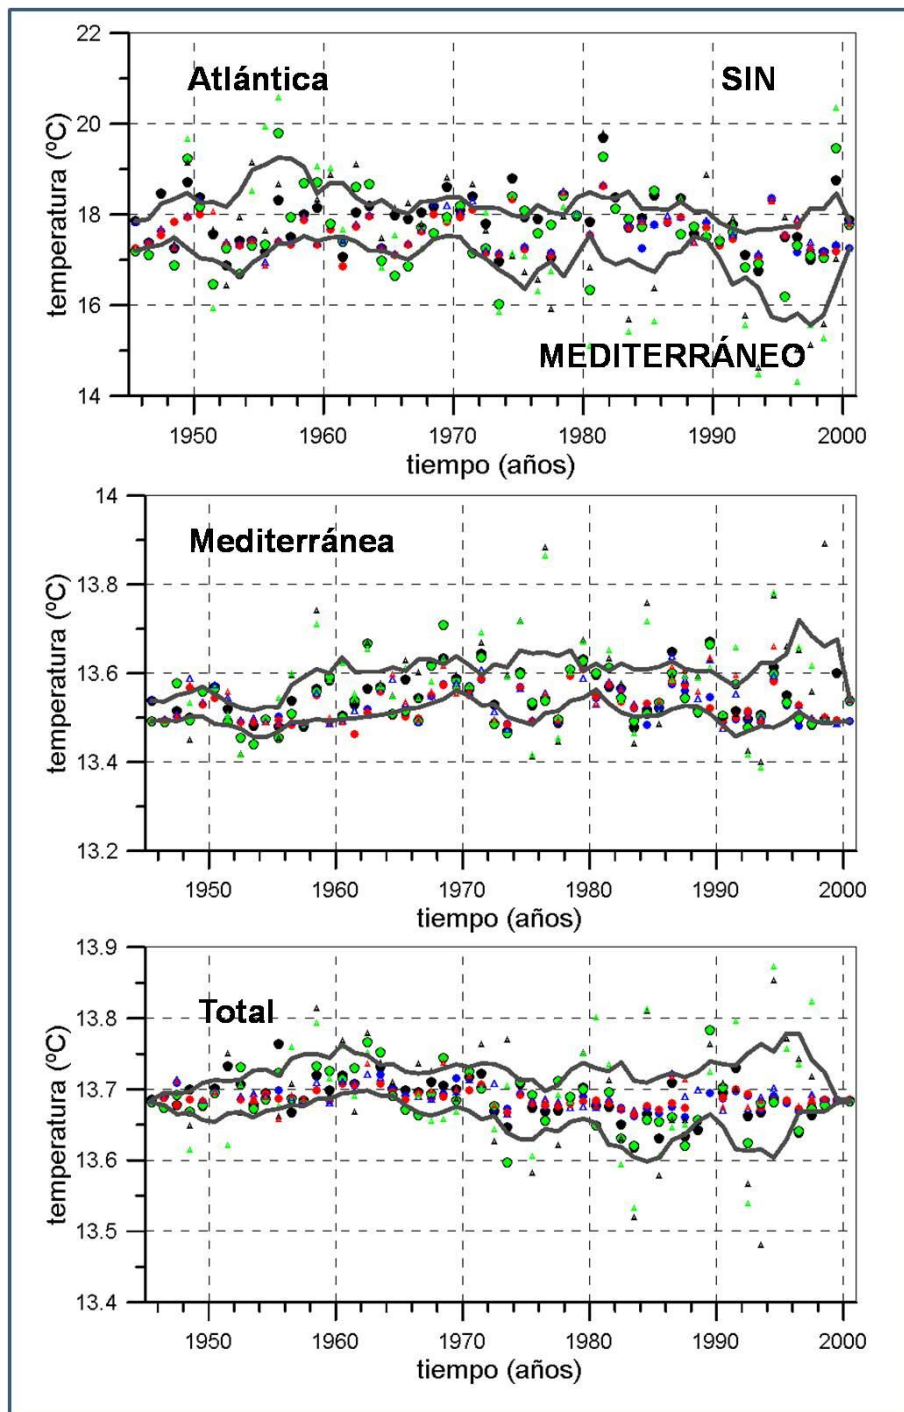 22
20
18
16
14
temperatura (ºC)
Atlántica
SIN
MEDITERRÁNEO
1950 1960 1970 1980 1990 2000
tiempo (años)
14
13.8
13.6
13.4
13.2
temperatura (ºC)
Mediterránea
1950 1960 1970 1980 1990 2000
tiempo (años)
13.9
13.8
13.7
13.6
13.5
13.4
temperatura (ºC)
Total
1950 1960 1970 1980 1990 2000
tiempo (años)